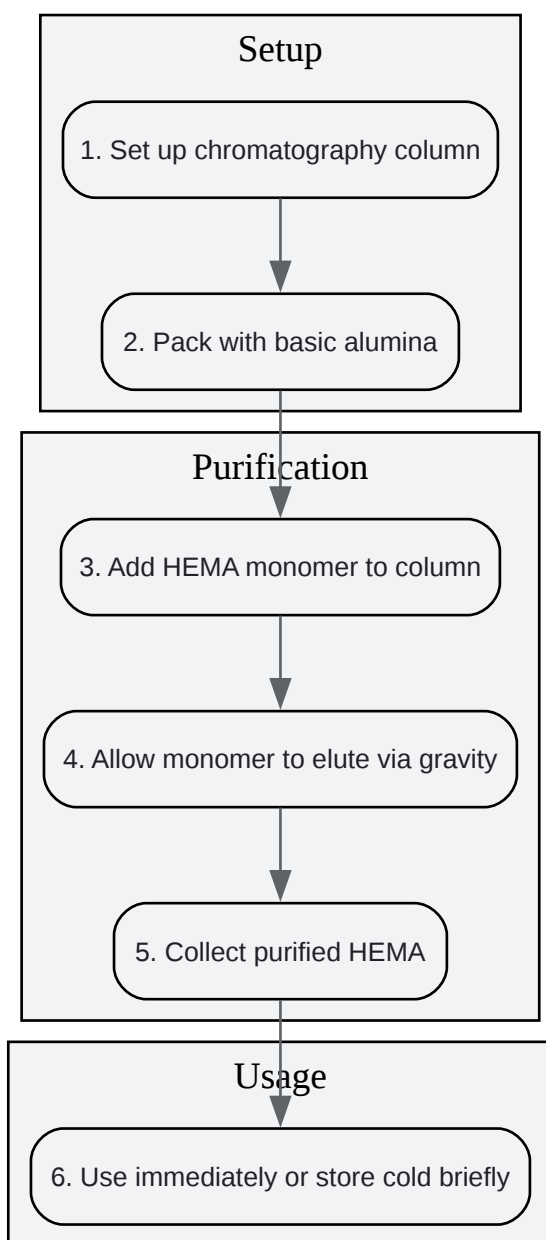 Setup
1. Set up chromatography column
2. Pack with basic alumina
Purification
3. Add HEMA monomer to column
4. Allow monomer to elute via gravity
5. Collect purified HEMA
Usage
6. Use immediately or store cold briefly